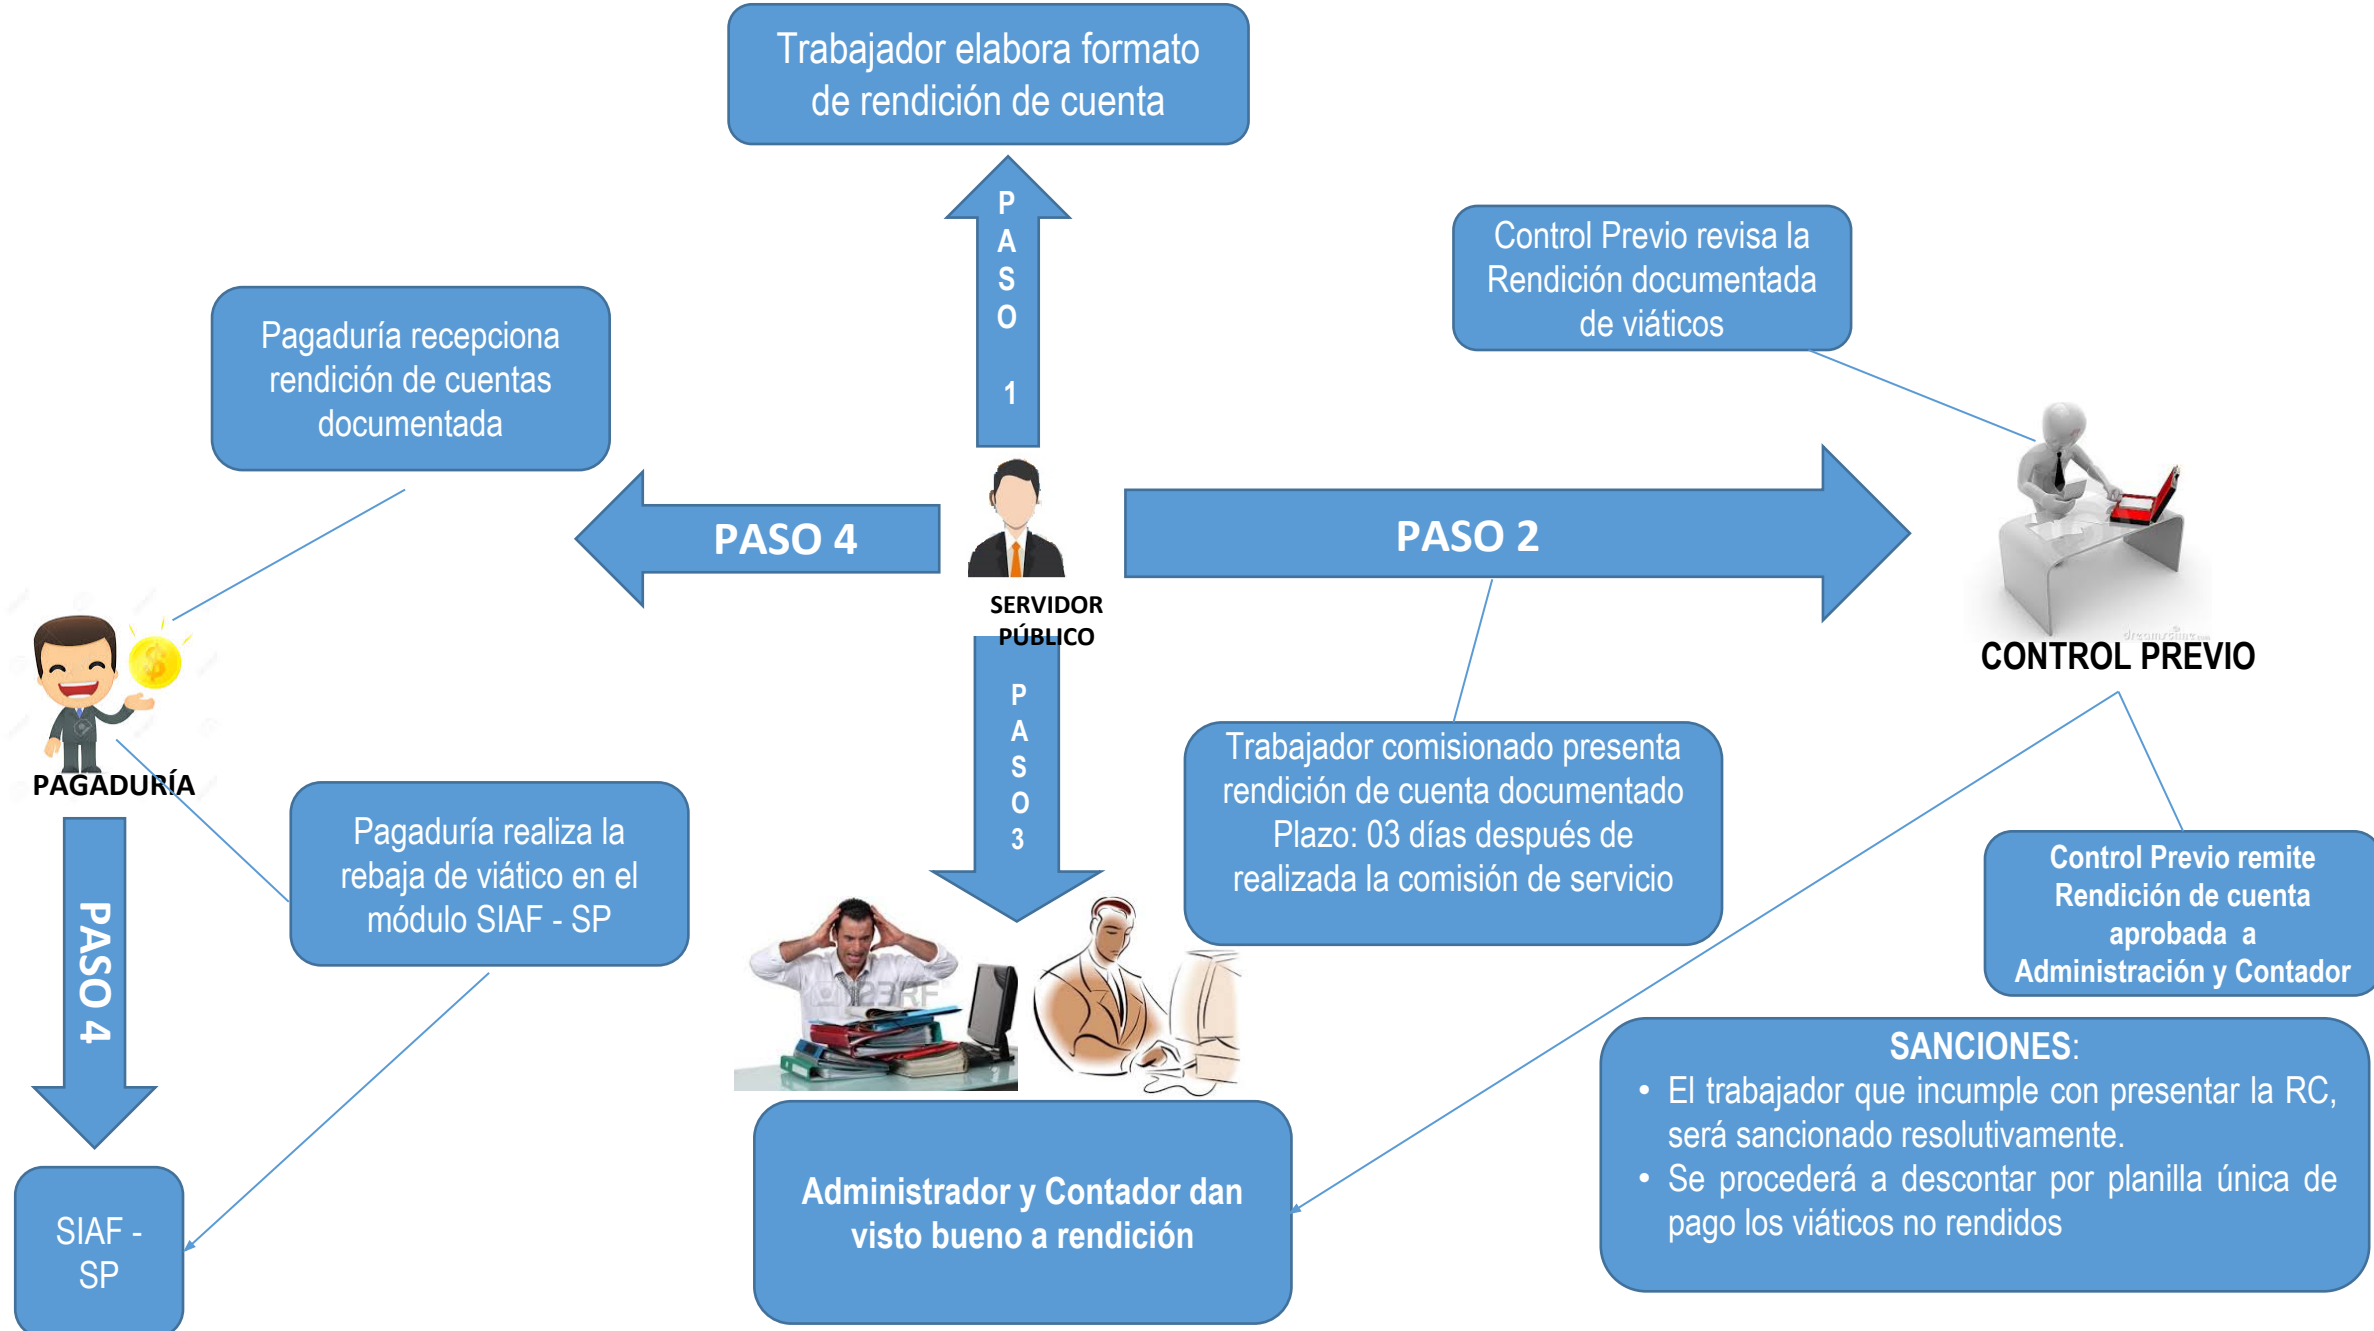 Trabajador elabora formato
de rendición de cuenta
PASO 1
Control Previo revisa la
Rendición documentada
de viáticos
Pagaduría recepciona
rendición de cuentas
documentada
PASO 4
PASO 2
SERVIDOR
PÚBLICO
CONTROL PREVIO
dreamstime
PASO3
PAGADURÍA
Trabajador comisionado presenta
rendición de cuenta documentado
Plazo: 03 días después de
realizada la comisión de servicio
Pagaduría realiza la
rebaja de viático en el
módulo SIAF - SP
Control Previo remite
Rendición de cuenta
aprobada a
Administración y Contador
PASO 4
123RF
SANCIONES:
• El trabajador que incumple con presentar la RC,
será sancionado resolutivamente.
• Se procederá a descontar por planilla única de
pago los viáticos no rendidos
Administrador y Contador dan
visto bueno a rendición
SIAF -
SP